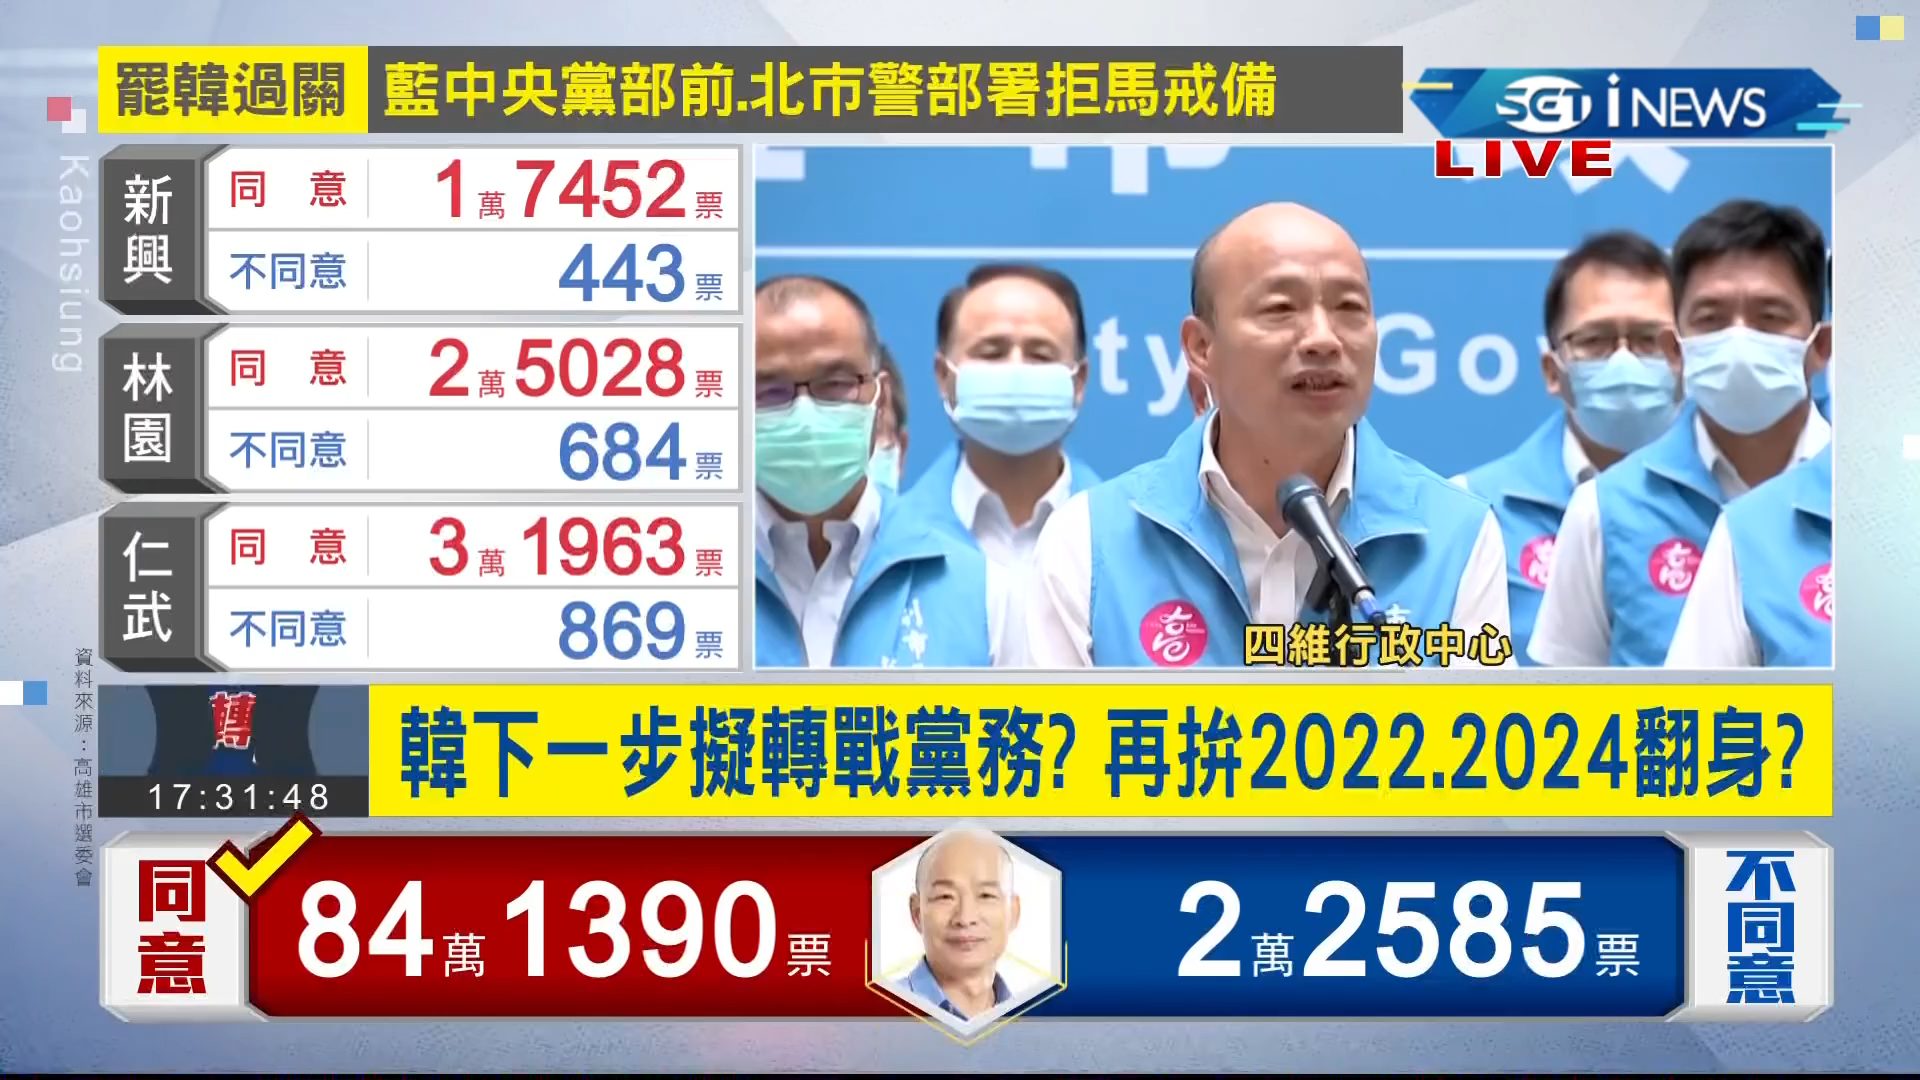 罷韓過關 藍中央黨部前.北市警部署拒馬戒備
SET iNEWS
LIVE
Kaohsiung
新興
同意 1萬7452票
不同意 443票
林園
同意 2萬5028票
不同意 684票
仁武
同意 3萬1963票
不同意 869票
ty Gov
四維行政中心
資料來源：高雄市選委會
轉
17:31:48
韓下一步擬轉戰黨務? 再拚2022.2024翻身?
同意 84萬1390票
2萬2585票 不同意